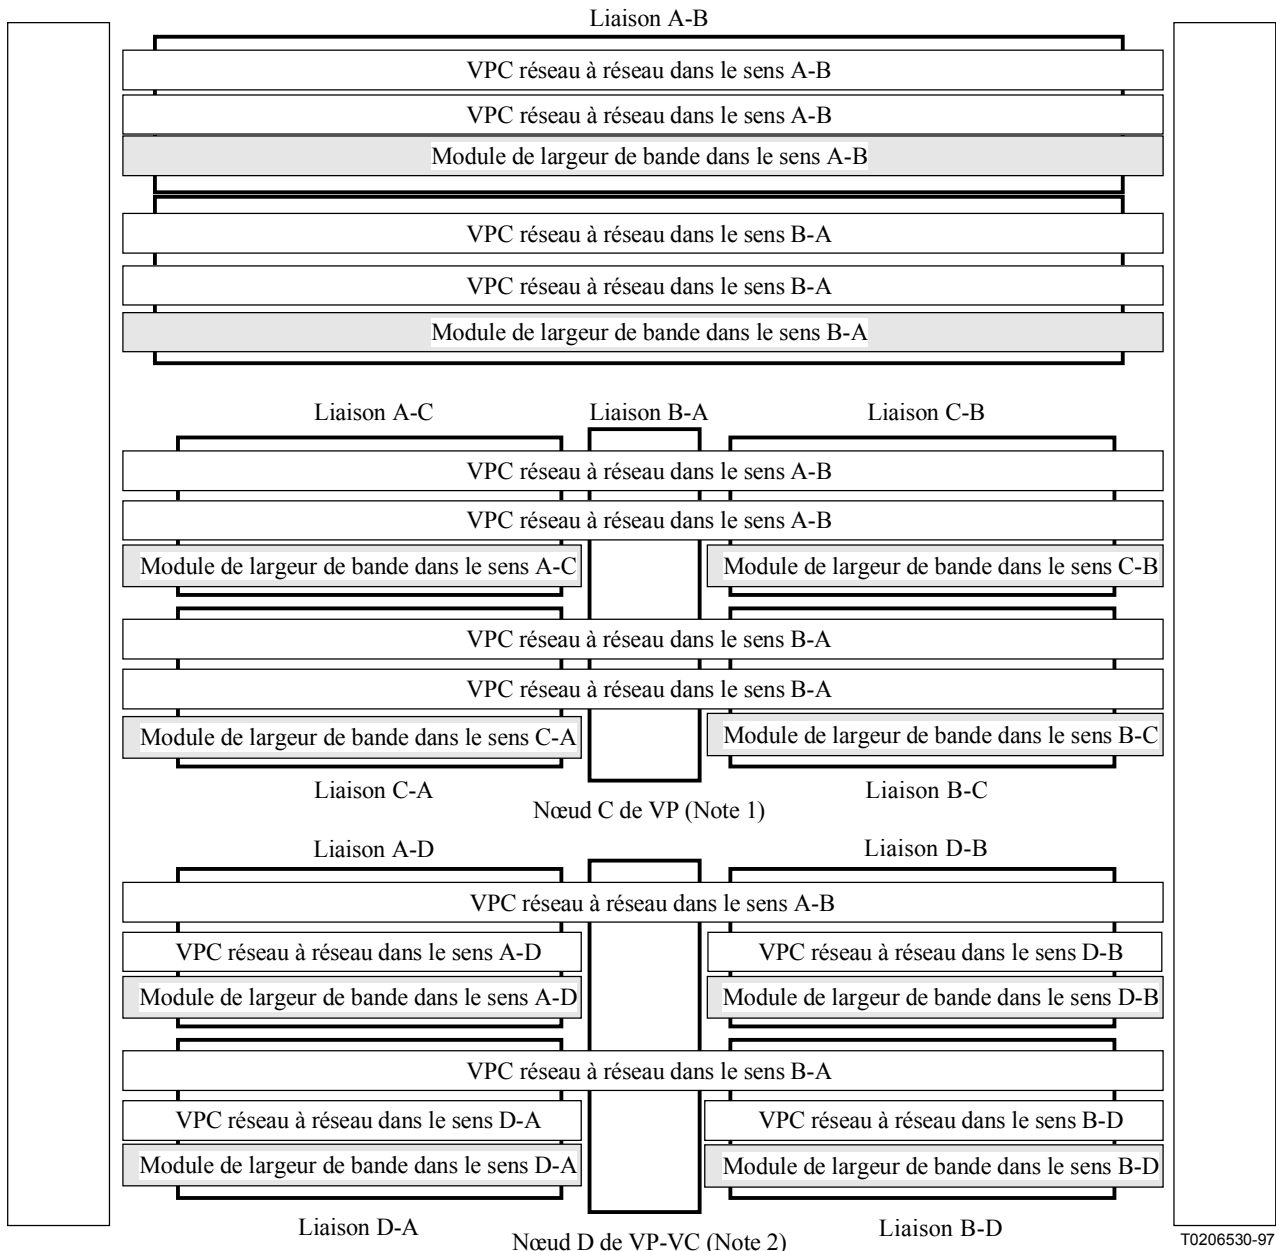 Liaison A-B
VPC réseau à réseau dans le sens A-B
VPC réseau à réseau dans le sens A-B
Module de largeur de bande dans le sens A-B
VPC réseau à réseau dans le sens B-A
VPC réseau à réseau dans le sens B-A
Module de largeur de bande dans le sens B-A
Liaison A-C
Liaison B-A
Liaison C-B
VPC réseau à réseau dans le sens A-B
VPC réseau à réseau dans le sens A-B
Module de largeur de bande dans le sens A-C
Module de largeur de bande dans le sens C-B
VPC réseau à réseau dans le sens B-A
VPC réseau à réseau dans le sens B-A
Module de largeur de bande dans le sens C-A
Module de largeur de bande dans le sens B-C
Liaison C-A
Liaison B-C
Nœud C de VP (Note 1)
Liaison A-D
Liaison D-B
VPC réseau à réseau dans le sens A-B
VPC réseau à réseau dans le sens A-D
VPC réseau à réseau dans le sens D-B
Module de largeur de bande dans le sens A-D
Module de largeur de bande dans le sens D-B
VPC réseau à réseau dans le sens B-A
VPC réseau à réseau dans le sens D-A
VPC réseau à réseau dans le sens B-D
Module de largeur de bande dans le sens D-A
Module de largeur de bande dans le sens B-D
Liaison D-A
Liaison B-D
Nœud D de VP-VC (Note 2)
T0206530-97